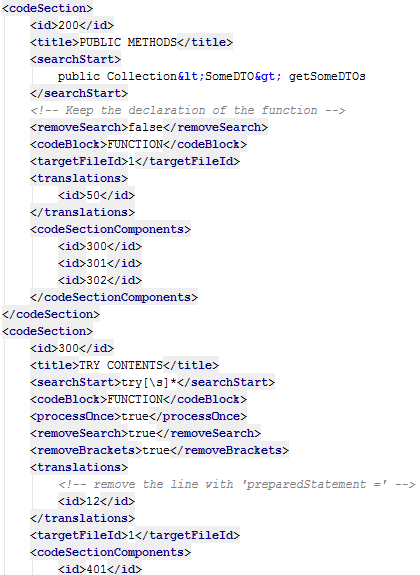 <codeSection>
<id>200</id>
<title>PUBLIC METHODS</title>
<searchStart>
public Collection&lt;SomeDTO&gt; getSomeDTOs
</searchStart>
<!-- Keep the declaration of the function -->
<removeSearch>false</removeSearch>
<codeBlock>FUNCTION</codeBlock>
<targetFileId>1</targetFileId>
<translations>
<id>50</id>
</translations>
<codeSectionComponents>
<id>300</id>
<id>301</id>
<id>302</id>
</codeSectionComponents>
</codeSection>
<codeSection>
<id>300</id>
<title>TRY CONTENTS</title>
<searchStart>try[\s]*</searchStart>
<codeBlock>FUNCTION</codeBlock>
<processOnce>true</processOnce>
<removeSearch>true</removeSearch>
<removeBrackets>true</removeBrackets>
<translations>
<!-- remove the line with 'preparedStatement =' -->
<id>12</id>
</translations>
<targetFileId>1</targetFileId>
<codeSectionComponents>
<id>401</id>